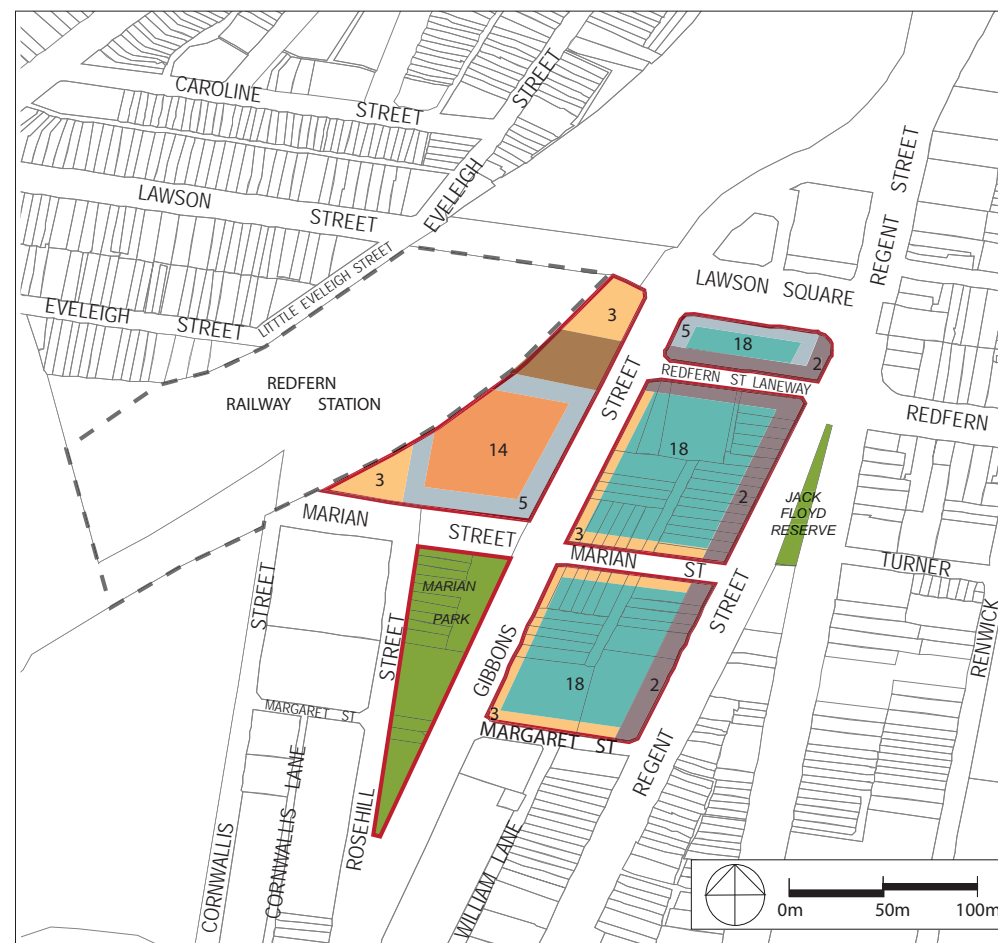 CAROLINE
STREET
STREET
LAWSON
STREET
EVELEIGH
REGENT
STREET
LITTLE EVELEIGH STREET
LAWSON SQUARE
EVELEIGH
STREET
3
5
18
2
REDFERN ST LANEWAY
REDFERN
RAILWAY STATION
STREET
REDFERN
14
18
3
2
5
JACK
FLOYD
RESERVE
MARIAN
STREET
3
MARIAN
ST
TURNER
MARIAN
PARK
STREET
STREET
STREET
RENWICK
GIBBONS
18
2
3
MARGARET ST
MARGARET ST
REGENT
CORNWALLIS
CORNWALLIS LANE
ROSEHILL
WILLIAM LANE
0m
50m
100m